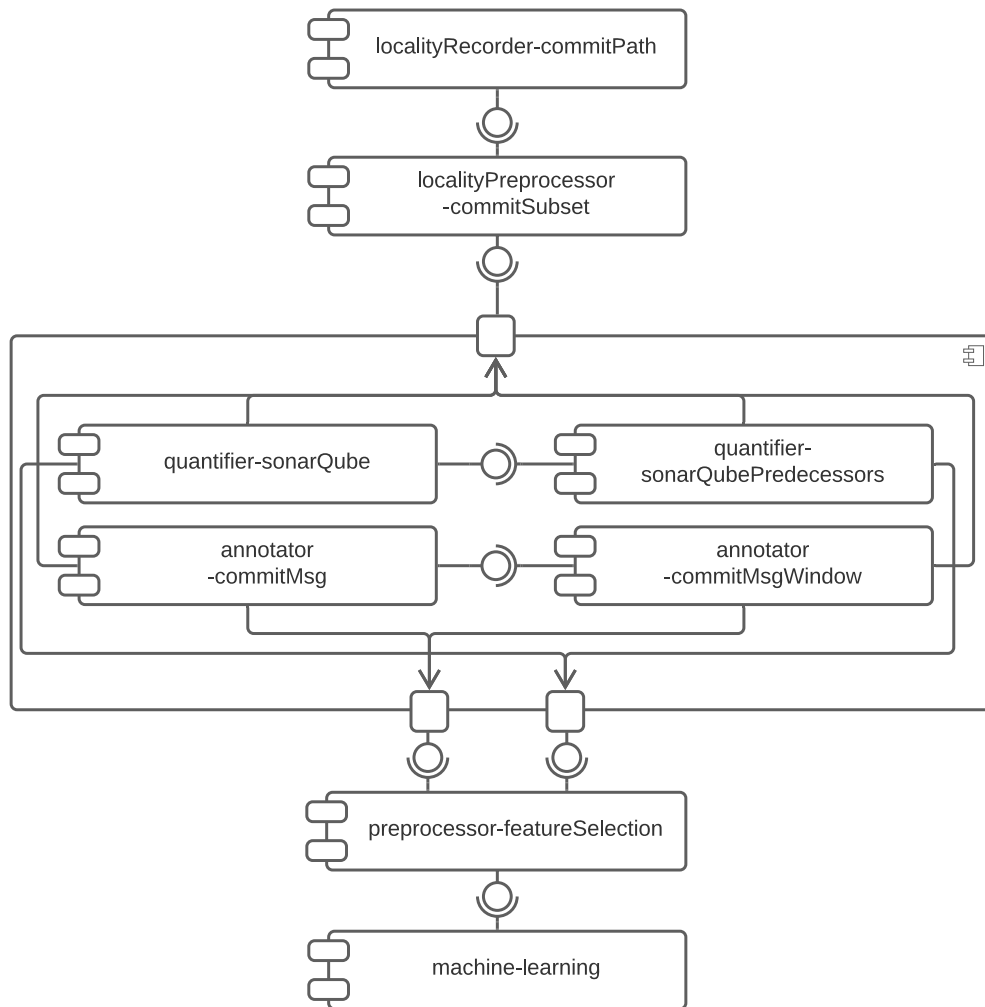 localityRecorder-commitPath
localityPreprocessor
-commitSubset
quantifier-sonarQube
quantifier-
sonarQubePredecessors
annotator
-commitMsg
annotator
-commitMsgWindow
preprocessor-featureSelection
machine-learning